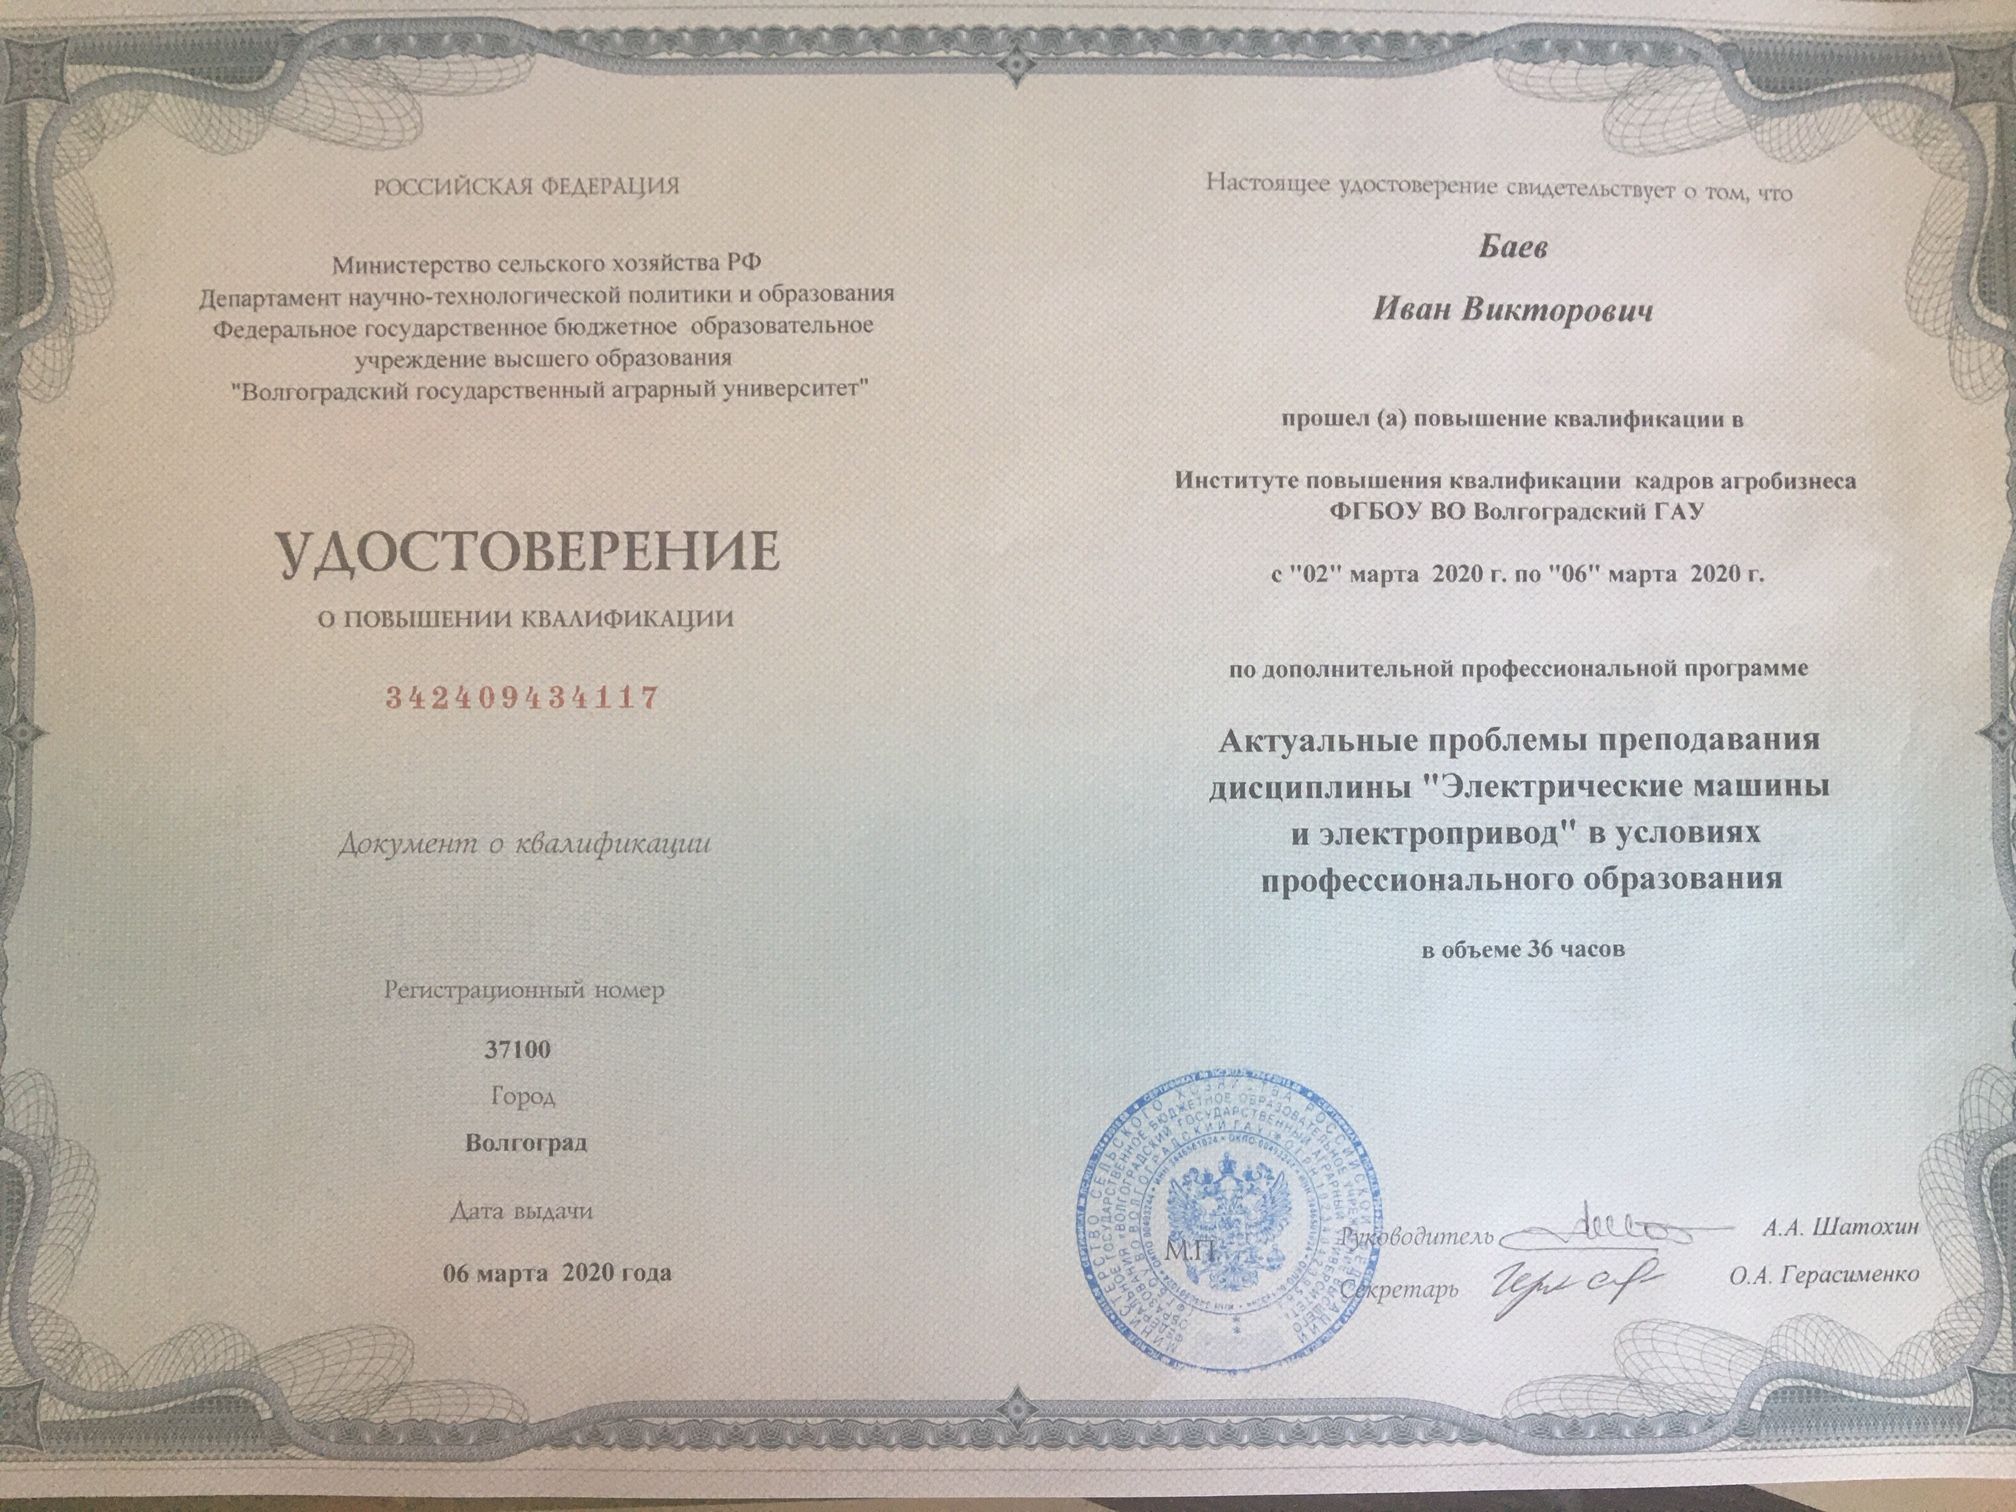 РОССИЙСКАЯ ФЕДЕРАЦИЯ
Министерство сельского хозяйства РФ
Департамент научно-технологической политики и образования
Федеральное государственное бюджетное образовательное
учреждение высшего образования
"Волгоградский государственный аграрный университет"
УДОСТОВЕРЕНИЕ
О ПОВЫШЕНИИ КВАЛИФИКАЦИИ
342409434117
Документ о квалификации
Регистрационный номер
37100
Город
Волгоград
Дата выдачи
06 марта 2020 года
Настоящее удостоверение свидетельствует о том, что
Баев
Иван Викторович
прошел (а) повышение квалификации в
Институте повышения квалификации кадров агробизнеса
ФГБОУ ВО Волгоградский ГАУ
с "02" марта 2020 г. по "06" марта 2020 г.
по дополнительной профессиональной программе
Актуальные проблемы преподавания
дисциплины "Электрические машины
и электропривод" в условиях
профессионального образования
в объеме 36 часов
М.П.
Руководитель А.А. Шатохин
Секретарь О.А. Герасименко